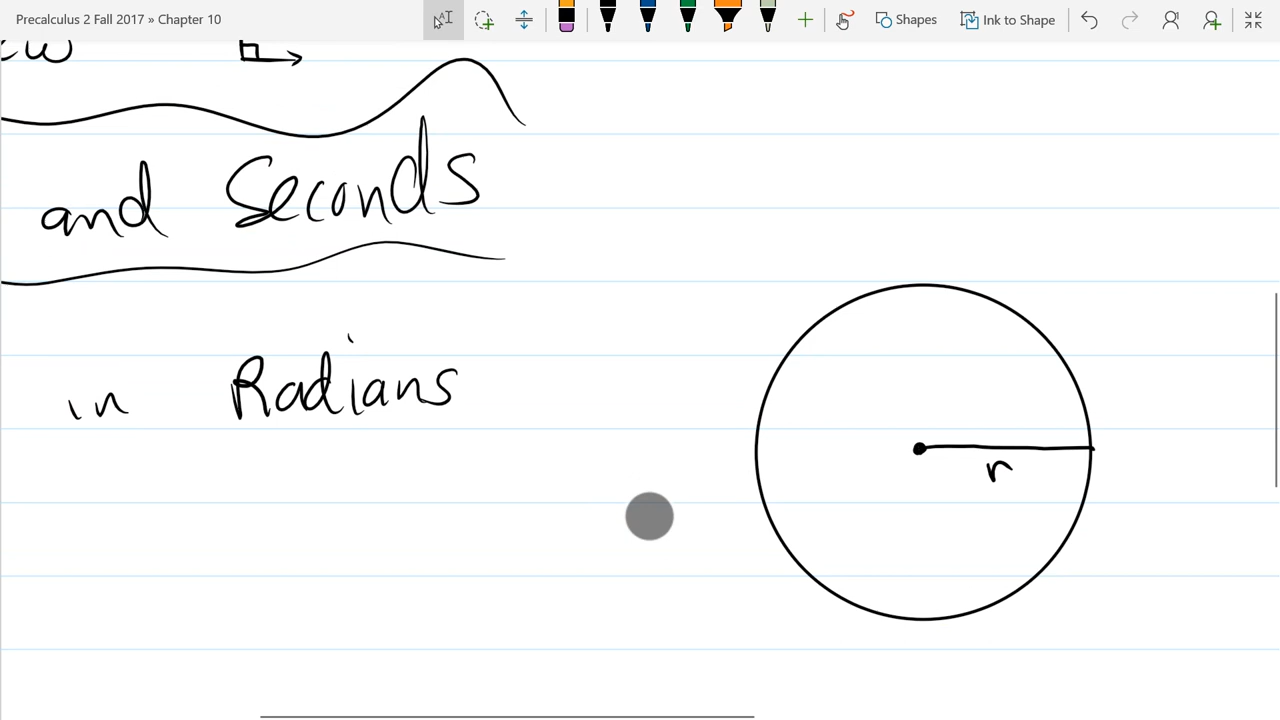 Precalculus 2 Fall 2017 » Chapter 10
Shapes
Ink to Shape
and Seconds
in Radians
r